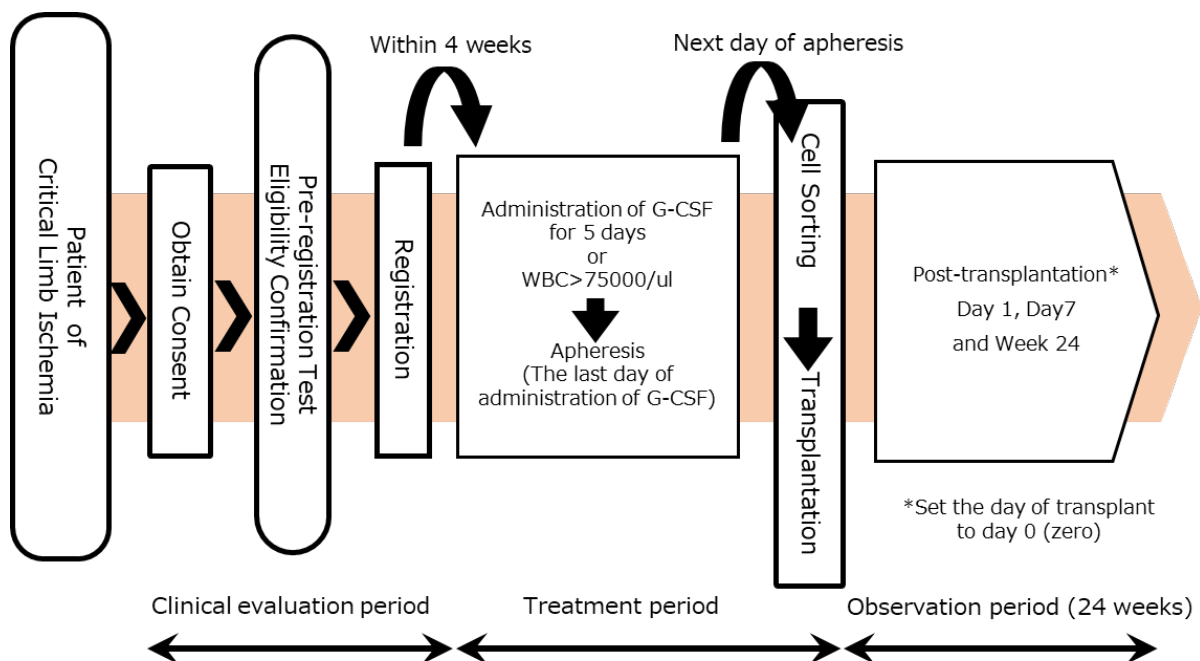 Patient of
Critical Limb Ischemia
Obtain Consent
Pre-registration Test
Eligibility Confirmation
Registration
Within 4 weeks
Administration of G-CSF
for 5 days
or
WBC>75000/ul
Apheresis
(The last day of
administration of G-CSF)
Next day of apheresis
Cell Sorting
Transplantation
Post-transplantation*
Day 1, Day7
and Week 24
*Set the day of transplant
to day 0 (zero)
Clinical evaluation period
Treatment period
Observation period (24 weeks)